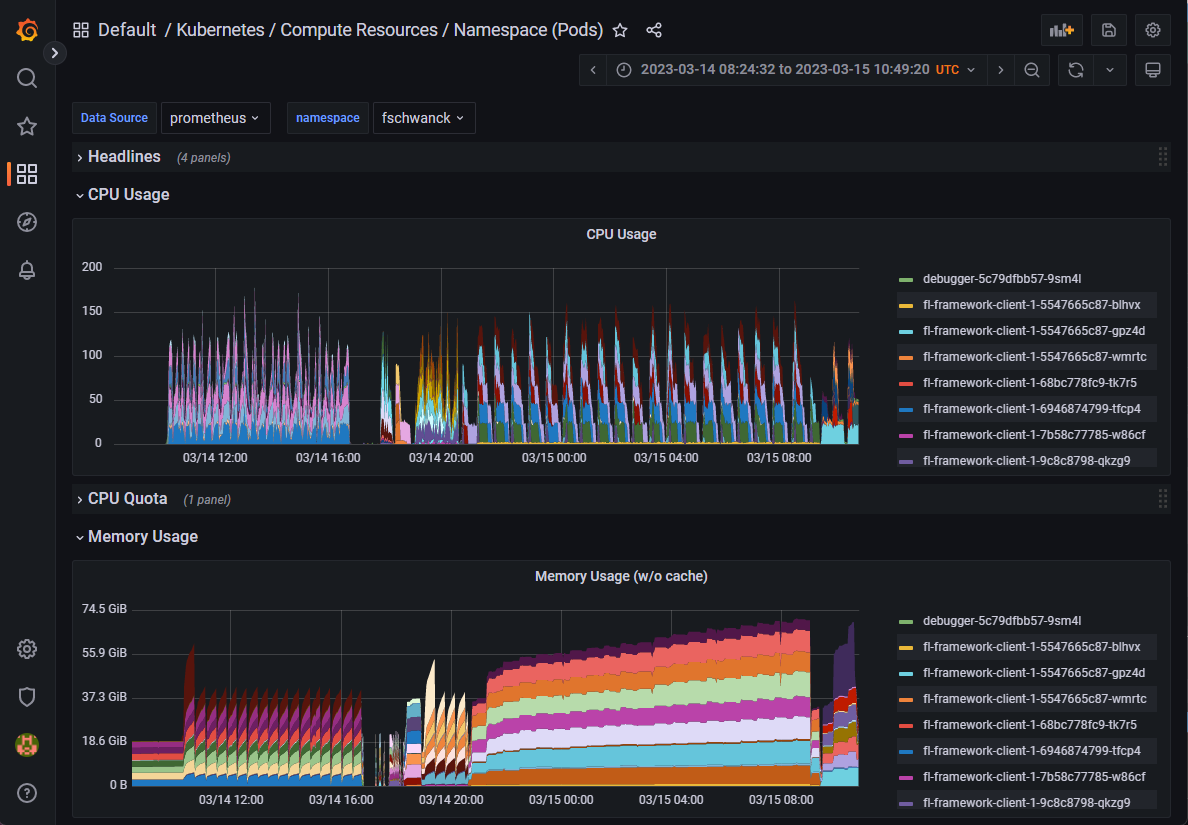 Default / Kubernetes / Compute Resources / Namespace (Pods)
2023-03-14 08:24:32 to 2023-03-15 10:49:20 UTC
Data Source prometheus namespace fschwanck
Headlines (4 panels)
CPU Usage
CPU Usage
200
150
100
50
0
03/14 12:00 03/14 16:00 03/14 20:00 03/15 00:00 03/15 04:00 03/15 08:00
debugger-5c79dfbb57-9sm4l
fl-framework-client-1-5547665c87-blhvx
fl-framework-client-1-5547665c87-gpz4d
fl-framework-client-1-5547665c87-wmrtc
fl-framework-client-1-68bc778fc9-tk7r5
fl-framework-client-1-6946874799-tfcp4
fl-framework-client-1-7b58c77785-w86cf
fl-framework-client-1-9c8c8798-qkzg9
CPU Quota (1 panel)
Memory Usage
Memory Usage (w/o cache)
74.5 GiB
55.9 GiB
37.3 GiB
18.6 GiB
0 B
03/14 12:00 03/14 16:00 03/14 20:00 03/15 00:00 03/15 04:00 03/15 08:00
debugger-5c79dfbb57-9sm4l
fl-framework-client-1-5547665c87-blhvx
fl-framework-client-1-5547665c87-gpz4d
fl-framework-client-1-5547665c87-wmrtc
fl-framework-client-1-68bc778fc9-tk7r5
fl-framework-client-1-6946874799-tfcp4
fl-framework-client-1-7b58c77785-w86cf
fl-framework-client-1-9c8c8798-qkzg9